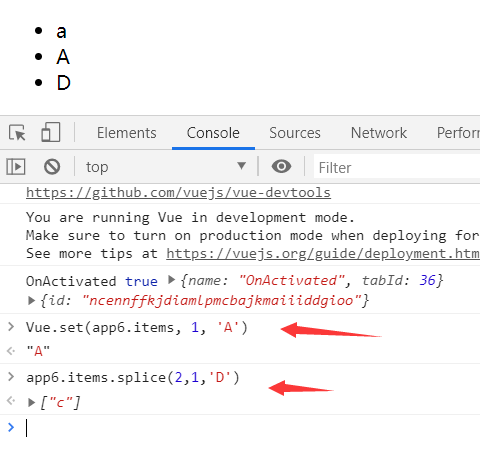 a
A
D
Elements Console Sources Network Perform
top Filter
https://github.com/vuejs/vue-devtools
You are running Vue in development mode.
Make sure to turn on production mode when deploying for
See more tips at https://vuejs.org/guide/deployment.htm
OnActivated true {name: "OnActivated", tabId: 36}
{id: "ncennffkjdiamlpmcbajkmaiiiddgioo"}
Vue.set(app6.items, 1, 'A')
"A"
app6.items.splice(2,1,'D')
["c"]